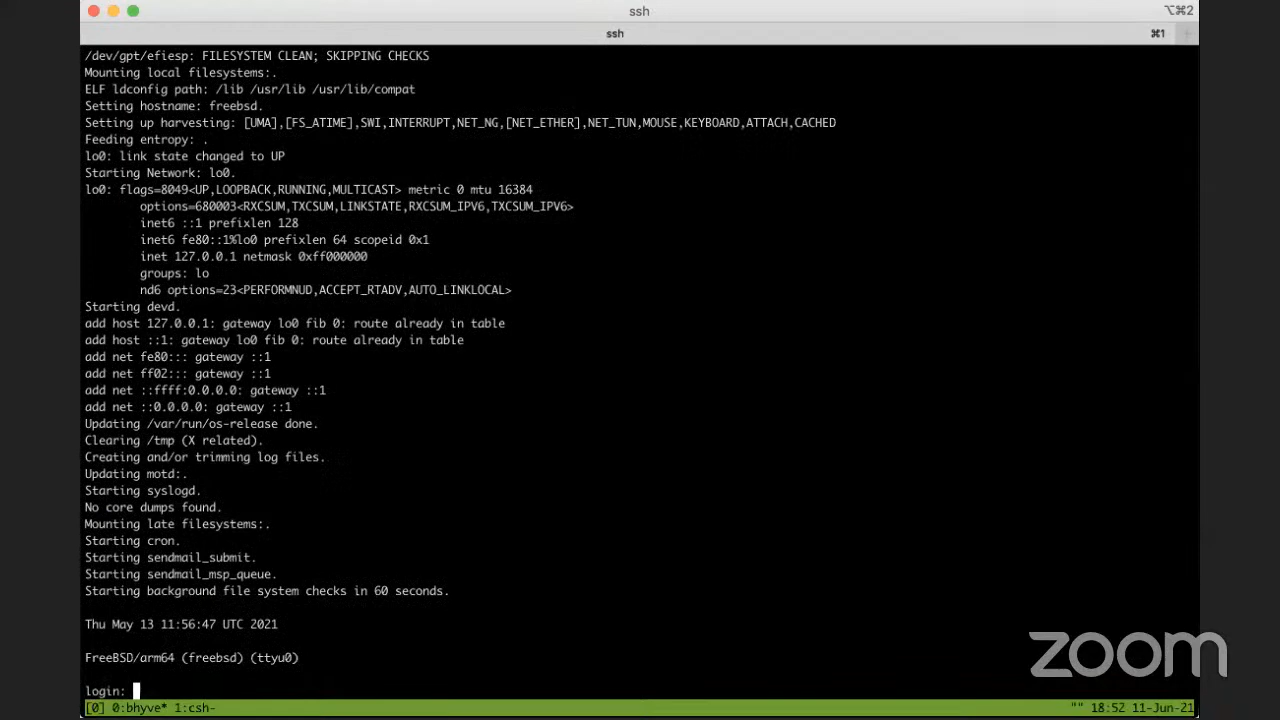 ssh
⌥⌘2
ssh
⌘1
+
/dev/gpt/efiesp: FILESYSTEM CLEAN; SKIPPING CHECKS
Mounting local filesystems:.
ELF ldconfig path: /lib /usr/lib /usr/lib/compat
Setting hostname: freebsd.
Setting up harvesting: [UMA],[FS_ATIME],SWI,INTERRUPT,NET_NG,[NET_ETHER],NET_TUN,MOUSE,KEYBOARD,ATTACH,CACHED
Feeding entropy: .
lo0: link state changed to UP
Starting Network: lo0.
lo0: flags=8049<UP,LOOPBACK,RUNNING,MULTICAST> metric 0 mtu 16384
options=680003<RXCSUM,TXCSUM,LINKSTATE,RXCSUM_IPV6,TXCSUM_IPV6>
inet6 ::1 prefixlen 128
inet6 fe80::1%lo0 prefixlen 64 scopeid 0x1
inet 127.0.0.1 netmask 0xff000000
groups: lo
nd6 options=23<PERFORMNUD,ACCEPT_RTADV,AUTO_LINKLOCAL>
Starting devd.
add host 127.0.0.1: gateway lo0 fib 0: route already in table
add host ::1: gateway lo0 fib 0: route already in table
add net fe80::: gateway ::1
add net ff02::: gateway ::1
add net ::ffff:0.0.0.0: gateway ::1
add net ::0.0.0.0: gateway ::1
Updating /var/run/os-release done.
Clearing /tmp (X related).
Creating and/or trimming log files.
Updating motd:.
Starting syslogd.
No core dumps found.
Mounting late filesystems:.
Starting cron.
Starting sendmail_submit.
Starting sendmail_msp_queue.
Starting background file system checks in 60 seconds.
Thu May 13 11:56:47 UTC 2021
FreeBSD/arm64 (freebsd) (ttyu0)
login:
[0] 0:bhyve* 1:csh- "" 18:52 11-Jun-21
zoom